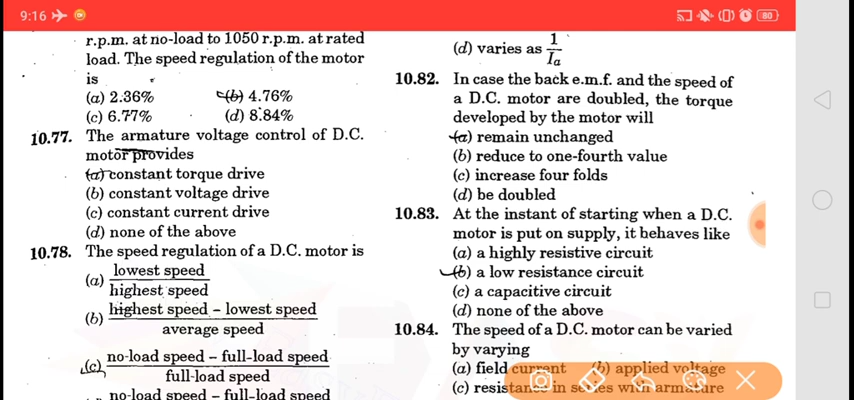 9:16
80
r.p.m. at no-load to 1050 r.p.m. at rated
load. The speed regulation of the motor
is
(a) 2.36% (b) 4.76%
(c) 6.77% (d) 8.84%
10.77. The armature voltage control of D.C.
motor provides
(a) constant torque drive
(b) constant voltage drive
(c) constant current drive
(d) none of the above
10.78. The speed regulation of a D.C. motor is
(a) lowest speed
highest speed
(b) highest speed – lowest speed
average speed
(c) no-load speed – full-load speed
full-load speed
no-load speed – full-load speed
(d) varies as 1
Ia
10.82. In case the back e.m.f. and the speed of
a D.C. motor are doubled, the torque
developed by the motor will
(a) remain unchanged
(b) reduce to one-fourth value
(c) increase four folds
(d) be doubled
10.83. At the instant of starting when a D.C.
motor is put on supply, it behaves like
(a) a highly resistive circuit
(b) a low resistance circuit
(c) a capacitive circuit
(d) none of the above
10.84. The speed of a D.C. motor can be varied
by varying
(a) field current (b) applied voltage
(c) resistance in series with armature